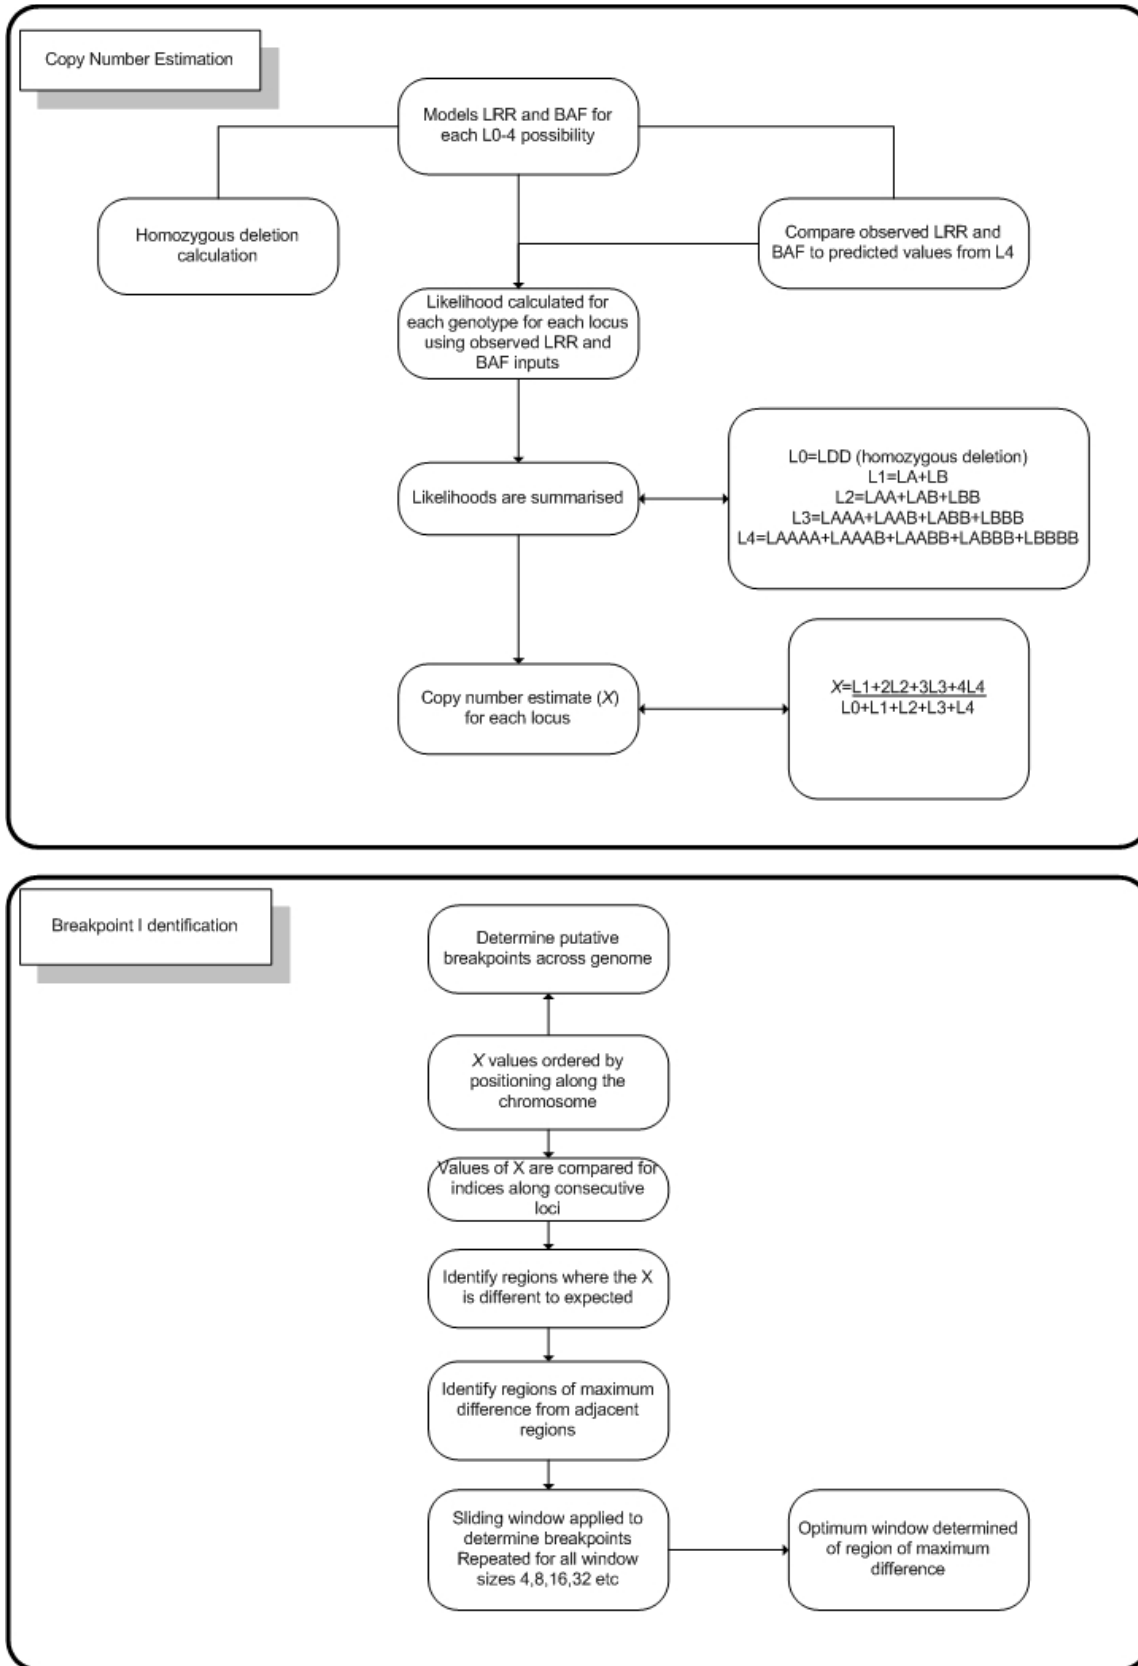 Copy Number Estimation
Models LRR and BAF for
each L0-4 possibility
Homozygous deletion
calculation
Compare observed LRR and
BAF to predicted values from L4
Likelihood calculated for
each genotype for each locus
using observed LRR and
BAF inputs
Likelihoods are summarised
L0=LDD (homozygous deletion)
L1=LA+LB
L2=LAA+LAB+LBB
L3=LAAA+LAAB+LABB+LBBB
L4=LAAAA+LAAAB+LAABB+LABBB+LBBBB
Copy number estimate (X)
for each locus
X=L1+2L2+3L3+4L4
L0+L1+L2+L3+L4
Breakpoint I dentification
Determine putative
breakpoints across genome
X values ordered by
positioning along the
chromosome
Values of X are compared for
indices along consecutive
loci
Identify regions where the X
is different to expected
Identify regions of maximum
difference from adjacent
regions
Sliding window applied to
determine breakpoints
Repeated for all window
sizes 4,8,16,32 etc
Optimum window determined
of region of maximum
difference